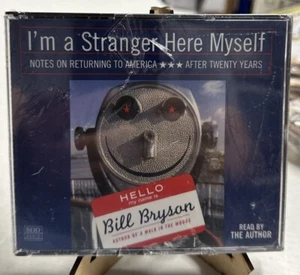 I'm a Stranger Here Myself
NOTES ON RETURNING TO AMERICA ★★★ AFTER TWENTY YEARS
HELLO
my name is
Bill Bryson
AUTHOR OF A WALK IN THE WOODS
READ BY
THE AUTHOR